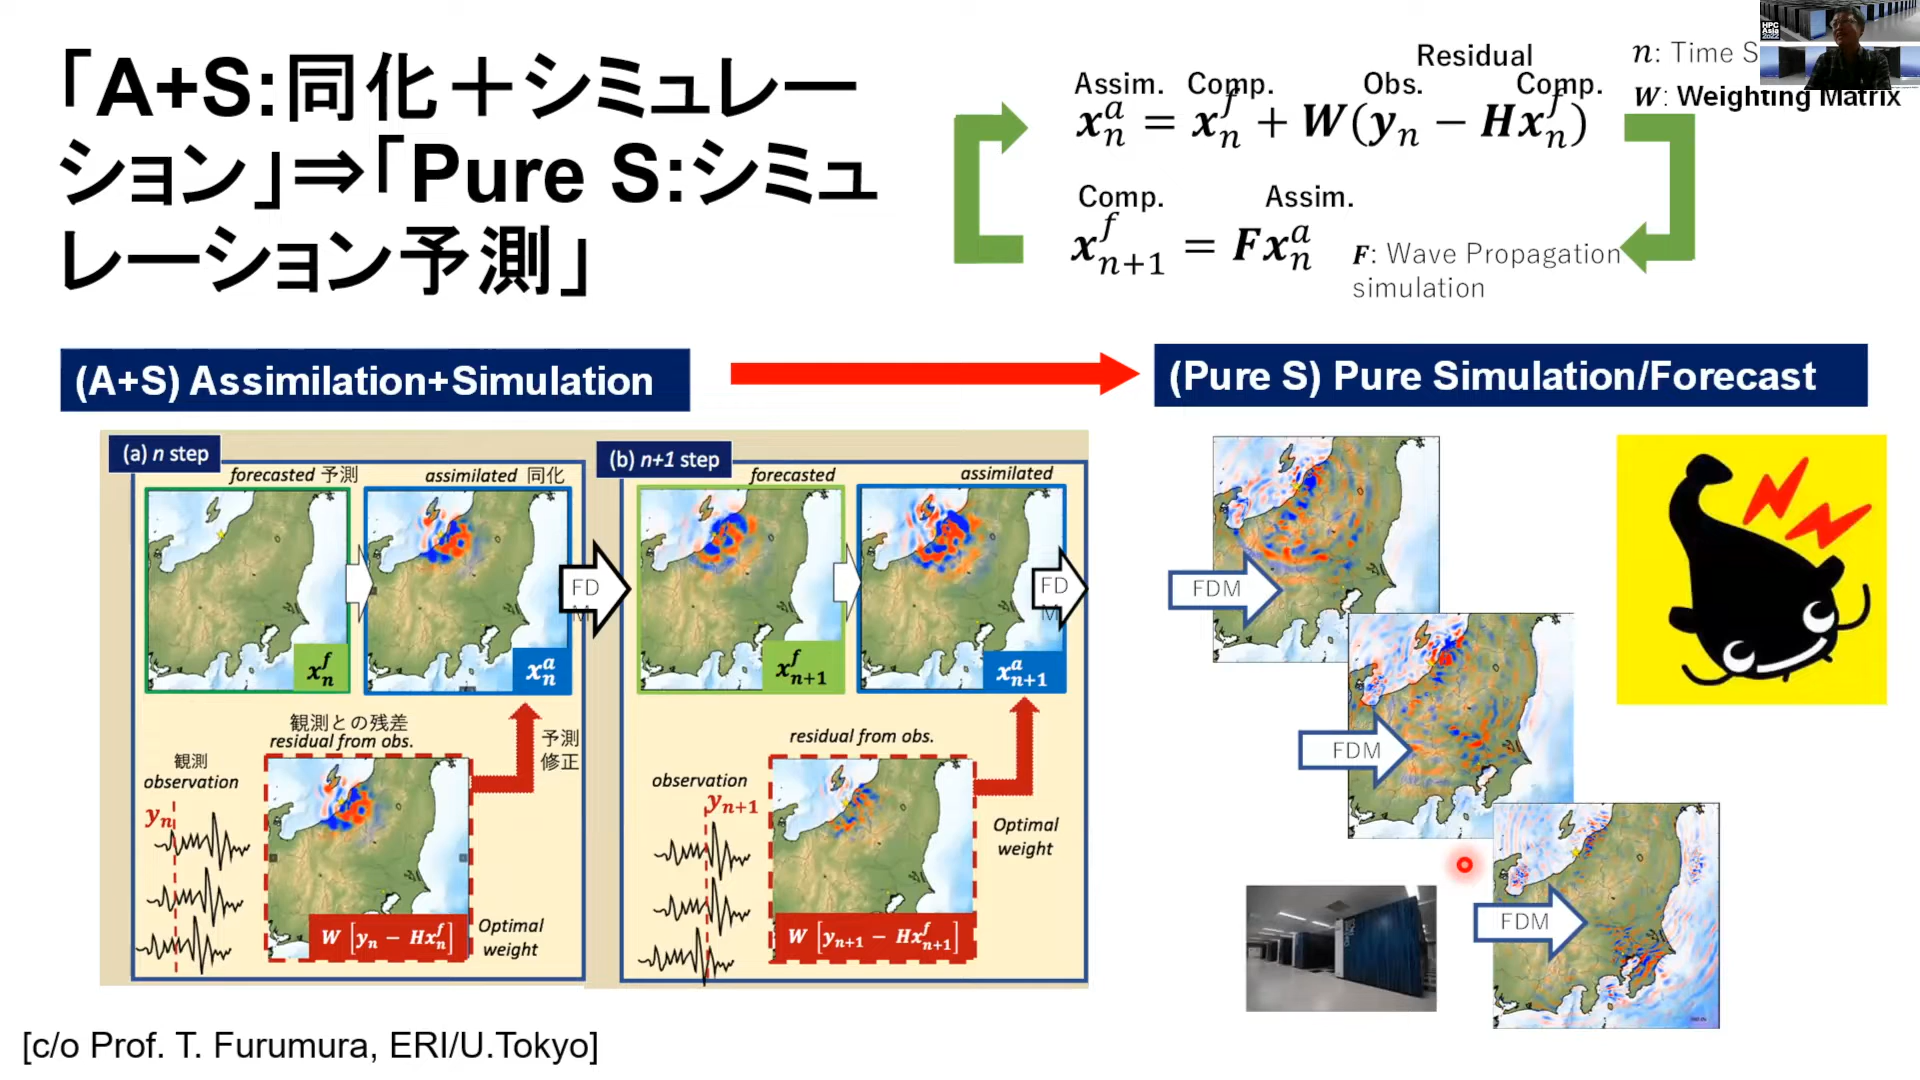 「A+S:同化＋シミュレー
ション」⇒「Pure S:シミュ
レーション予測」
Residual
Assim. Comp. Obs. Comp.
x_n^a = x_n^f + W(y_n − Hx_n^f)
n: Time S
W: Weighting Matrix
Comp. Assim.
x_{n+1}^f = Fx_n^a
F: Wave Propagation
simulation
HPC
Asia
2022
(A+S) Assimilation+Simulation
(Pure S) Pure Simulation/Forecast
(a) n step
forecasted 予測
assimilated 同化
x_n^f
x_n^a
FD
M
観測との残差
residual from obs.
予測
修正
観測
observation
y_n
W [y_n − Hx_n^f]
Optimal
weight
(b) n+1 step
forecasted
assimilated
x_{n+1}^f
x_{n+1}^a
FD
M
residual from obs.
observation
y_{n+1}
W [y_{n+1} − Hx_{n+1}^f]
Optimal
weight
FDM
FDM
FDM
[c/o Prof. T. Furumura, ERI/U.Tokyo]